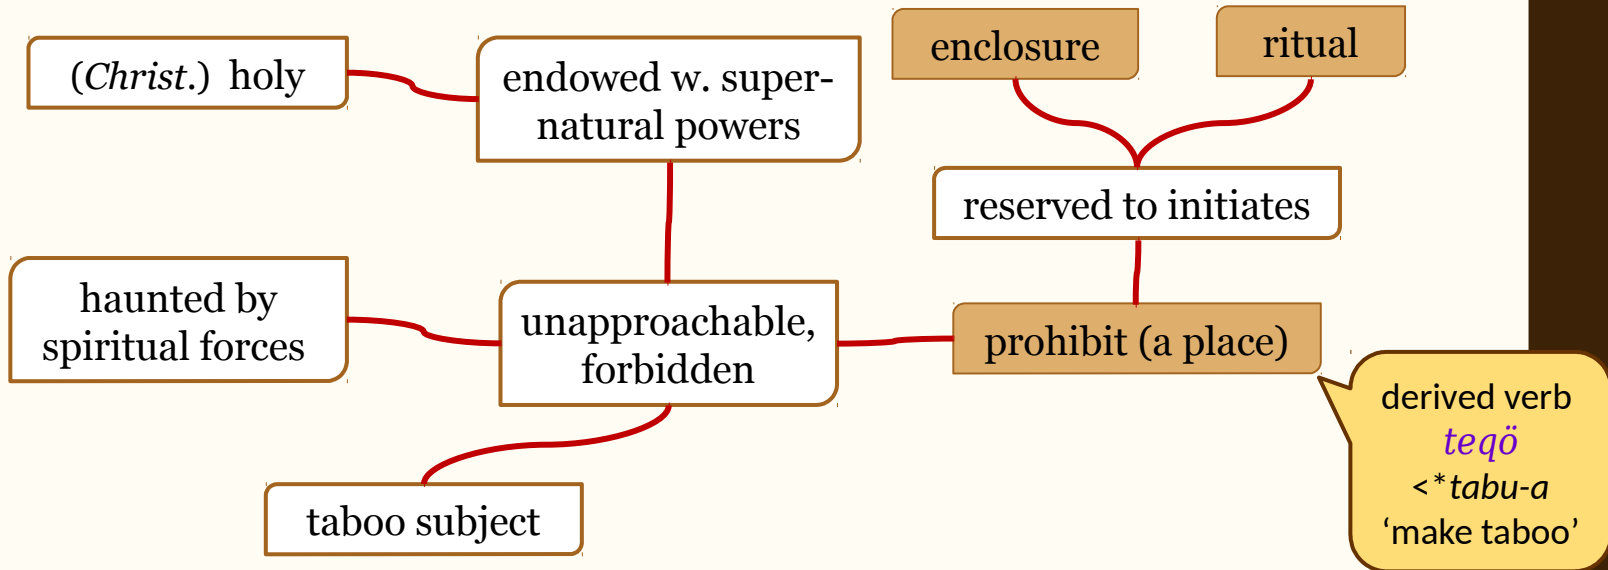 (Christ.) holy
endowed w. super-
natural powers
enclosure
ritual
reserved to initiates
haunted by
spiritual forces
unapproachable,
forbidden
prohibit (a place)
taboo subject
derived verb
teqö
<*tabu-a
‘make taboo’